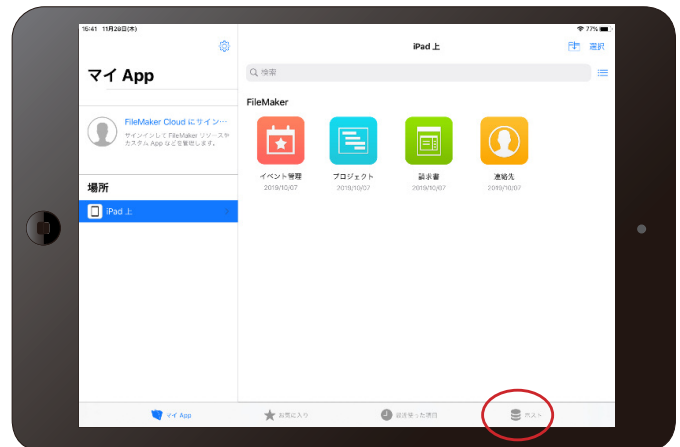 15:41 11月28日(木)
77%
iPad 上
選択
マイ App
検索
FileMaker Cloud にサイン…
サインインして FileMaker リソースや
カスタム App などを管理します。
場所
iPad 上
FileMaker
イベント管理
2019/10/07
プロジェクト
2019/10/07
請求書
2019/10/07
連絡先
2019/10/07
マイ App
お気に入り
最近使った項目
ホスト